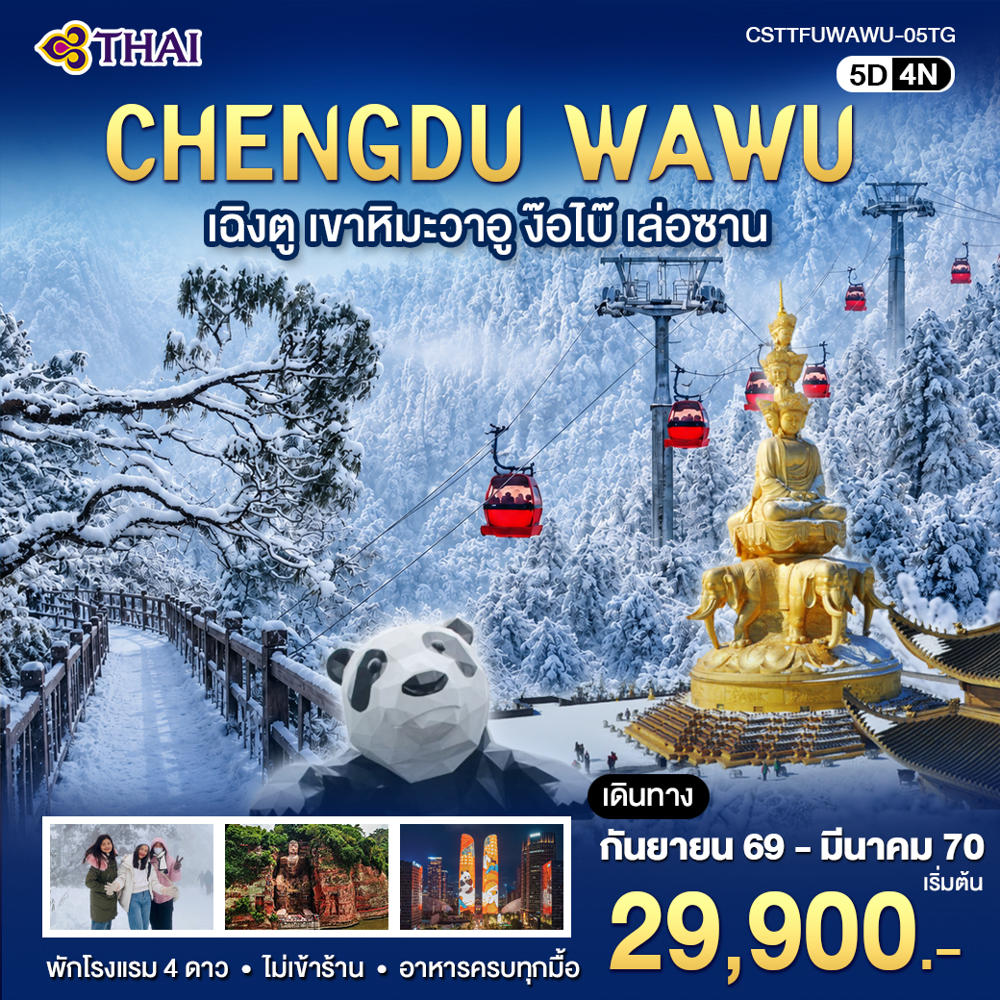 THAI
CSTTFUWAWU-05TG
5D 4N
CHENGDU WAWU
เฉิงตู เขาหิมะวาอู ง๊อไบ๊ เล่อซาน
เดินทาง
กันยายน 69 - มีนาคม 70
เริ่มต้น
29,900.-
พักโรงแรม 4 ดาว • ไม่เข้าร้าน • อาหารครบทุกมื้อ